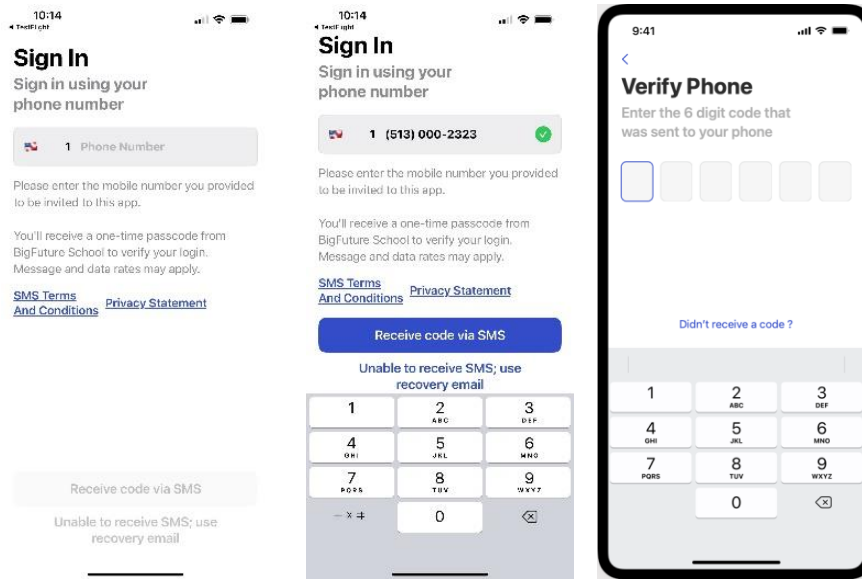 10:14
TestFlight
Sign In
Sign in using your
phone number
1 Phone Number
Please enter the mobile number you provided
to be invited to this app.
You'll receive a one-time passcode from
BigFuture School to verify your login.
Message and data rates may apply.
SMS Terms
And Conditions
Privacy Statement
Receive code via SMS
Unable to receive SMS; use
recovery email
10:14
TestFlight
Sign In
Sign in using your
phone number
1 (513) 000-2323
Please enter the mobile number you provided
to be invited to this app.
You'll receive a one-time passcode from
BigFuture School to verify your login.
Message and data rates may apply.
SMS Terms
And Conditions
Privacy Statement
Receive code via SMS
Unable to receive SMS; use
recovery email
1 2 3
ABC DEF
4 5 6
GHI JKL MNO
7 8 9
PQRS TUV WXYZ
+ * # 0
9:41
Verify Phone
Enter the 6 digit code that
was sent to your phone
Didn't receive a code ?
1 2 3
ABC DEF
4 5 6
GHI JKL MNO
7 8 9
PQRS TUV WXYZ
0